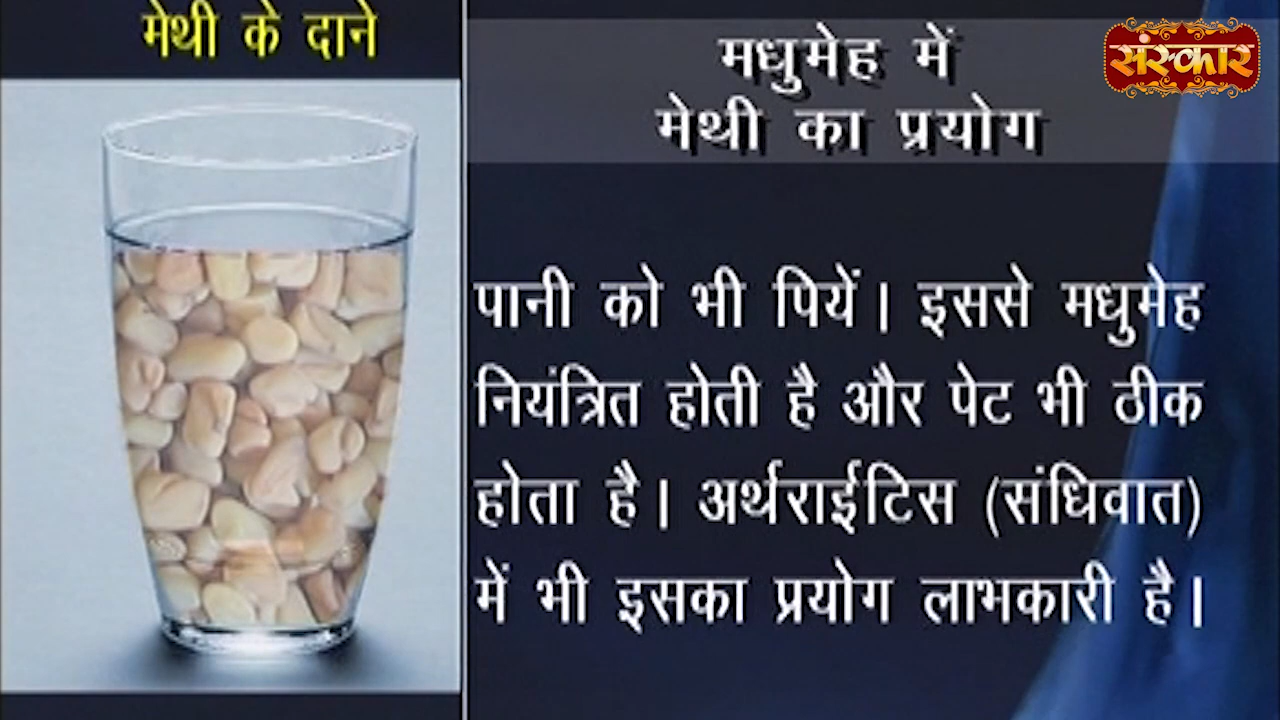 मेथी के दाने
मधुमेह में
मेथी का प्रयोग
संस्कार
पानी को भी पियें। इससे मधुमेह
नियंत्रित होती है और पेट भी ठीक
होता है। अर्थराईटिस (संधिवात)
में भी इसका प्रयोग लाभकारी है।